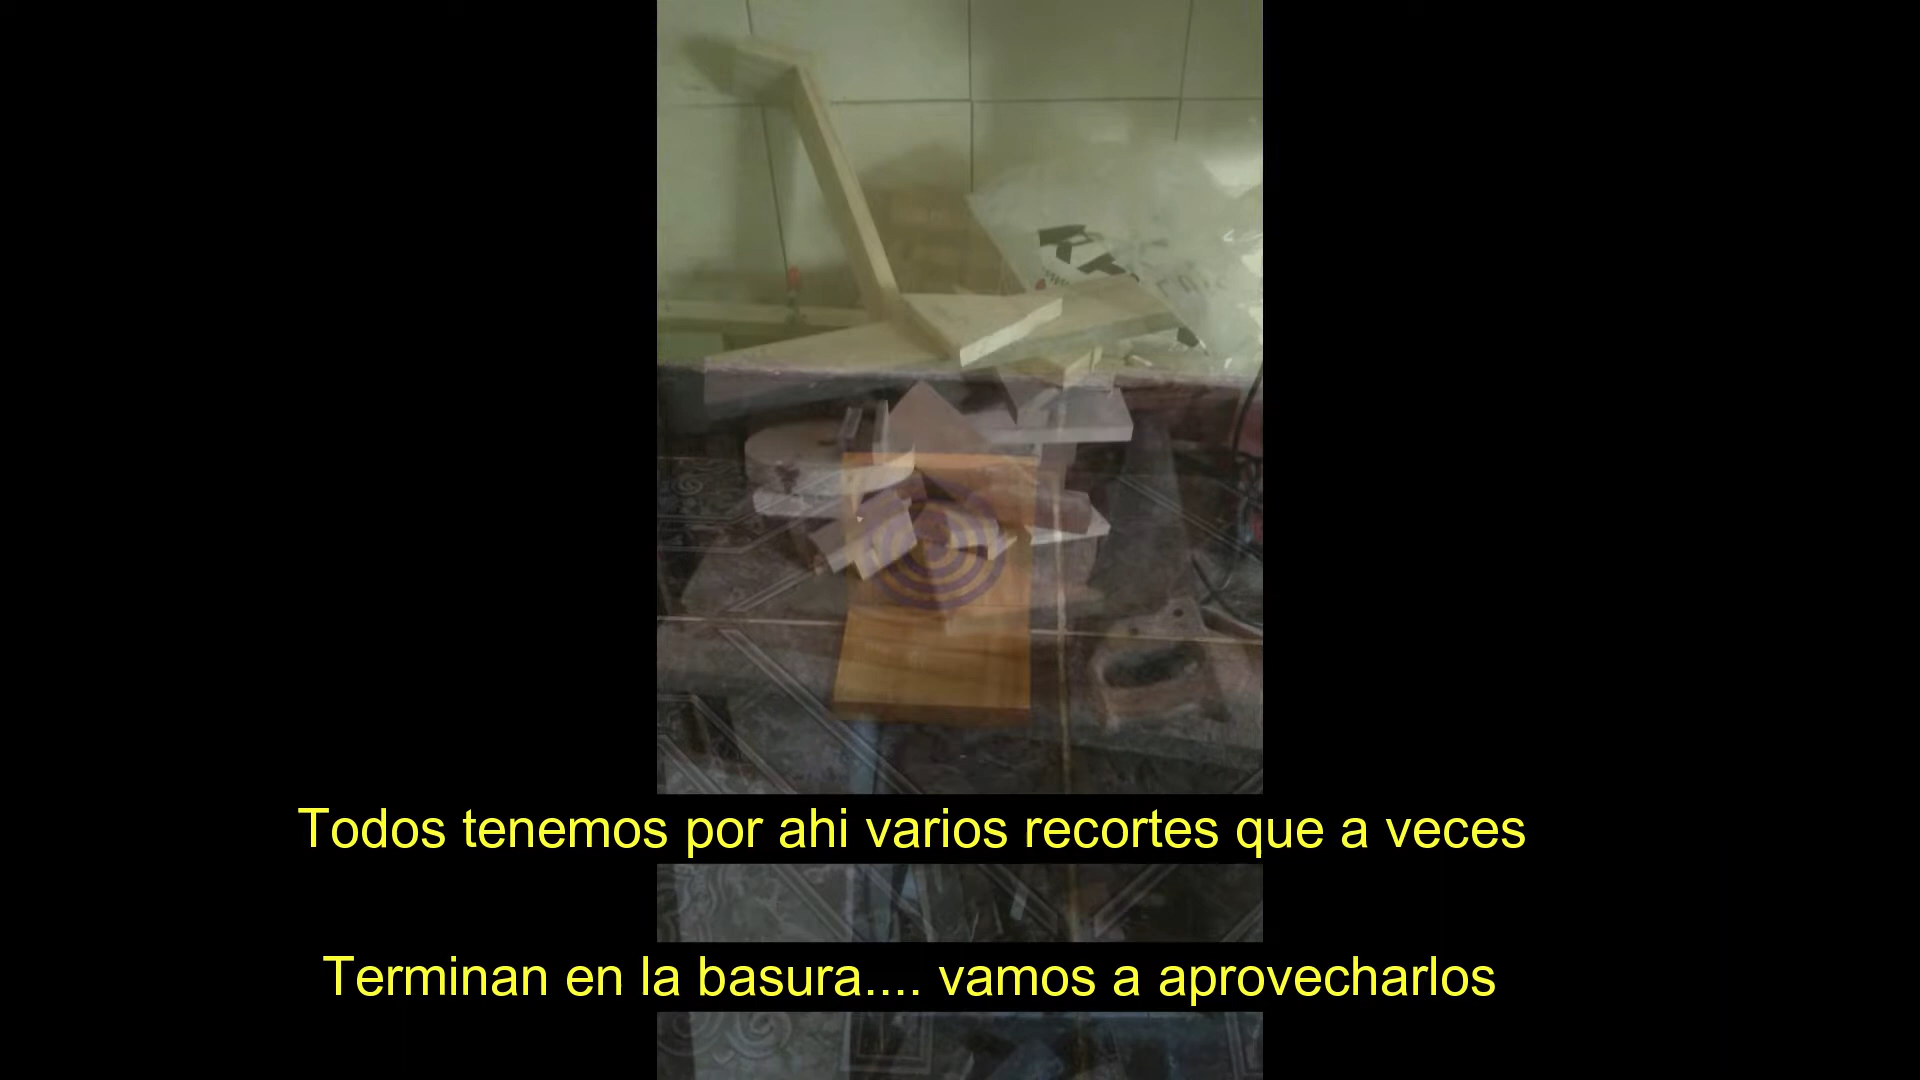 Todos tenemos por ahi varios recortes que a veces
Terminan en la basura.... vamos a aprovecharlos